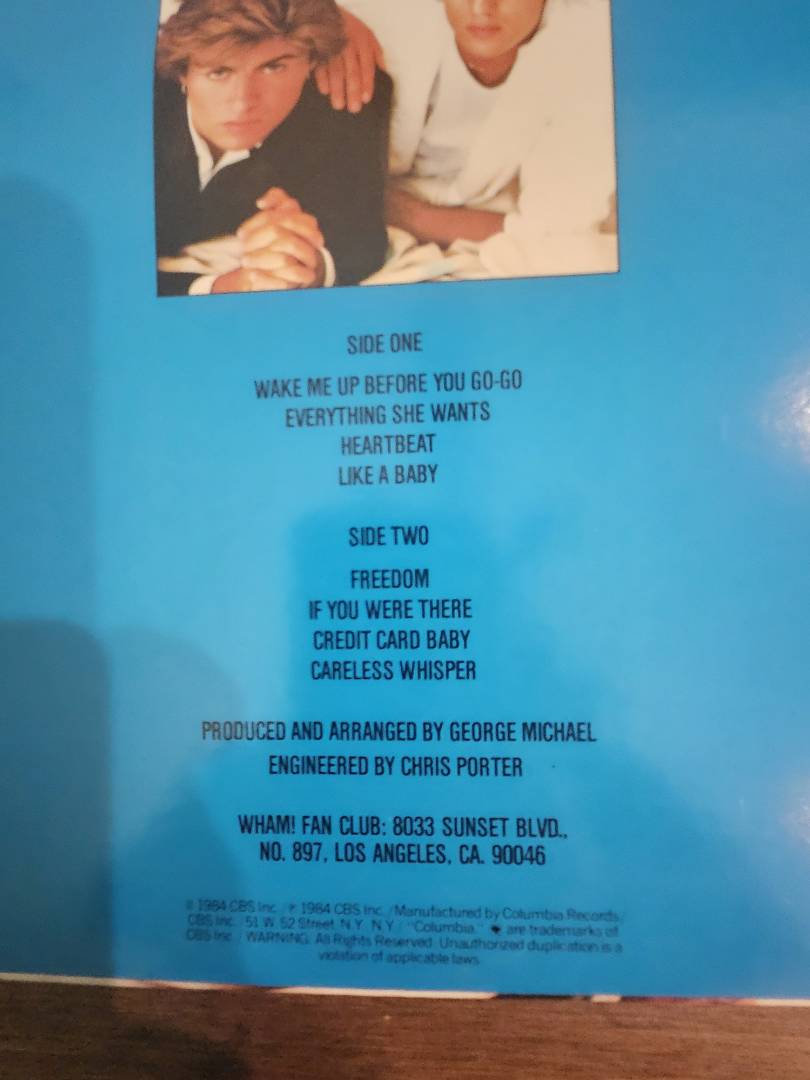 SIDE ONE
WAKE ME UP BEFORE YOU GO-GO
EVERYTHING SHE WANTS
HEARTBEAT
LIKE A BABY
SIDE TWO
FREEDOM
IF YOU WERE THERE
CREDIT CARD BABY
CARELESS WHISPER
PRODUCED AND ARRANGED BY GEORGE MICHAEL
ENGINEERED BY CHRIS PORTER
WHAM! FAN CLUB: 8033 SUNSET BLVD.,
NO. 897, LOS ANGELES, CA. 90046
© 1984 CBS Inc. / ℗ 1984 CBS Inc. / Manufactured by Columbia Records/
CBS Inc. / 51 W. 52 Street, N.Y., N.Y. / "Columbia," are trademarks of
CBS Inc. / WARNING: All Rights Reserved. Unauthorized duplication is a
violation of applicable laws.